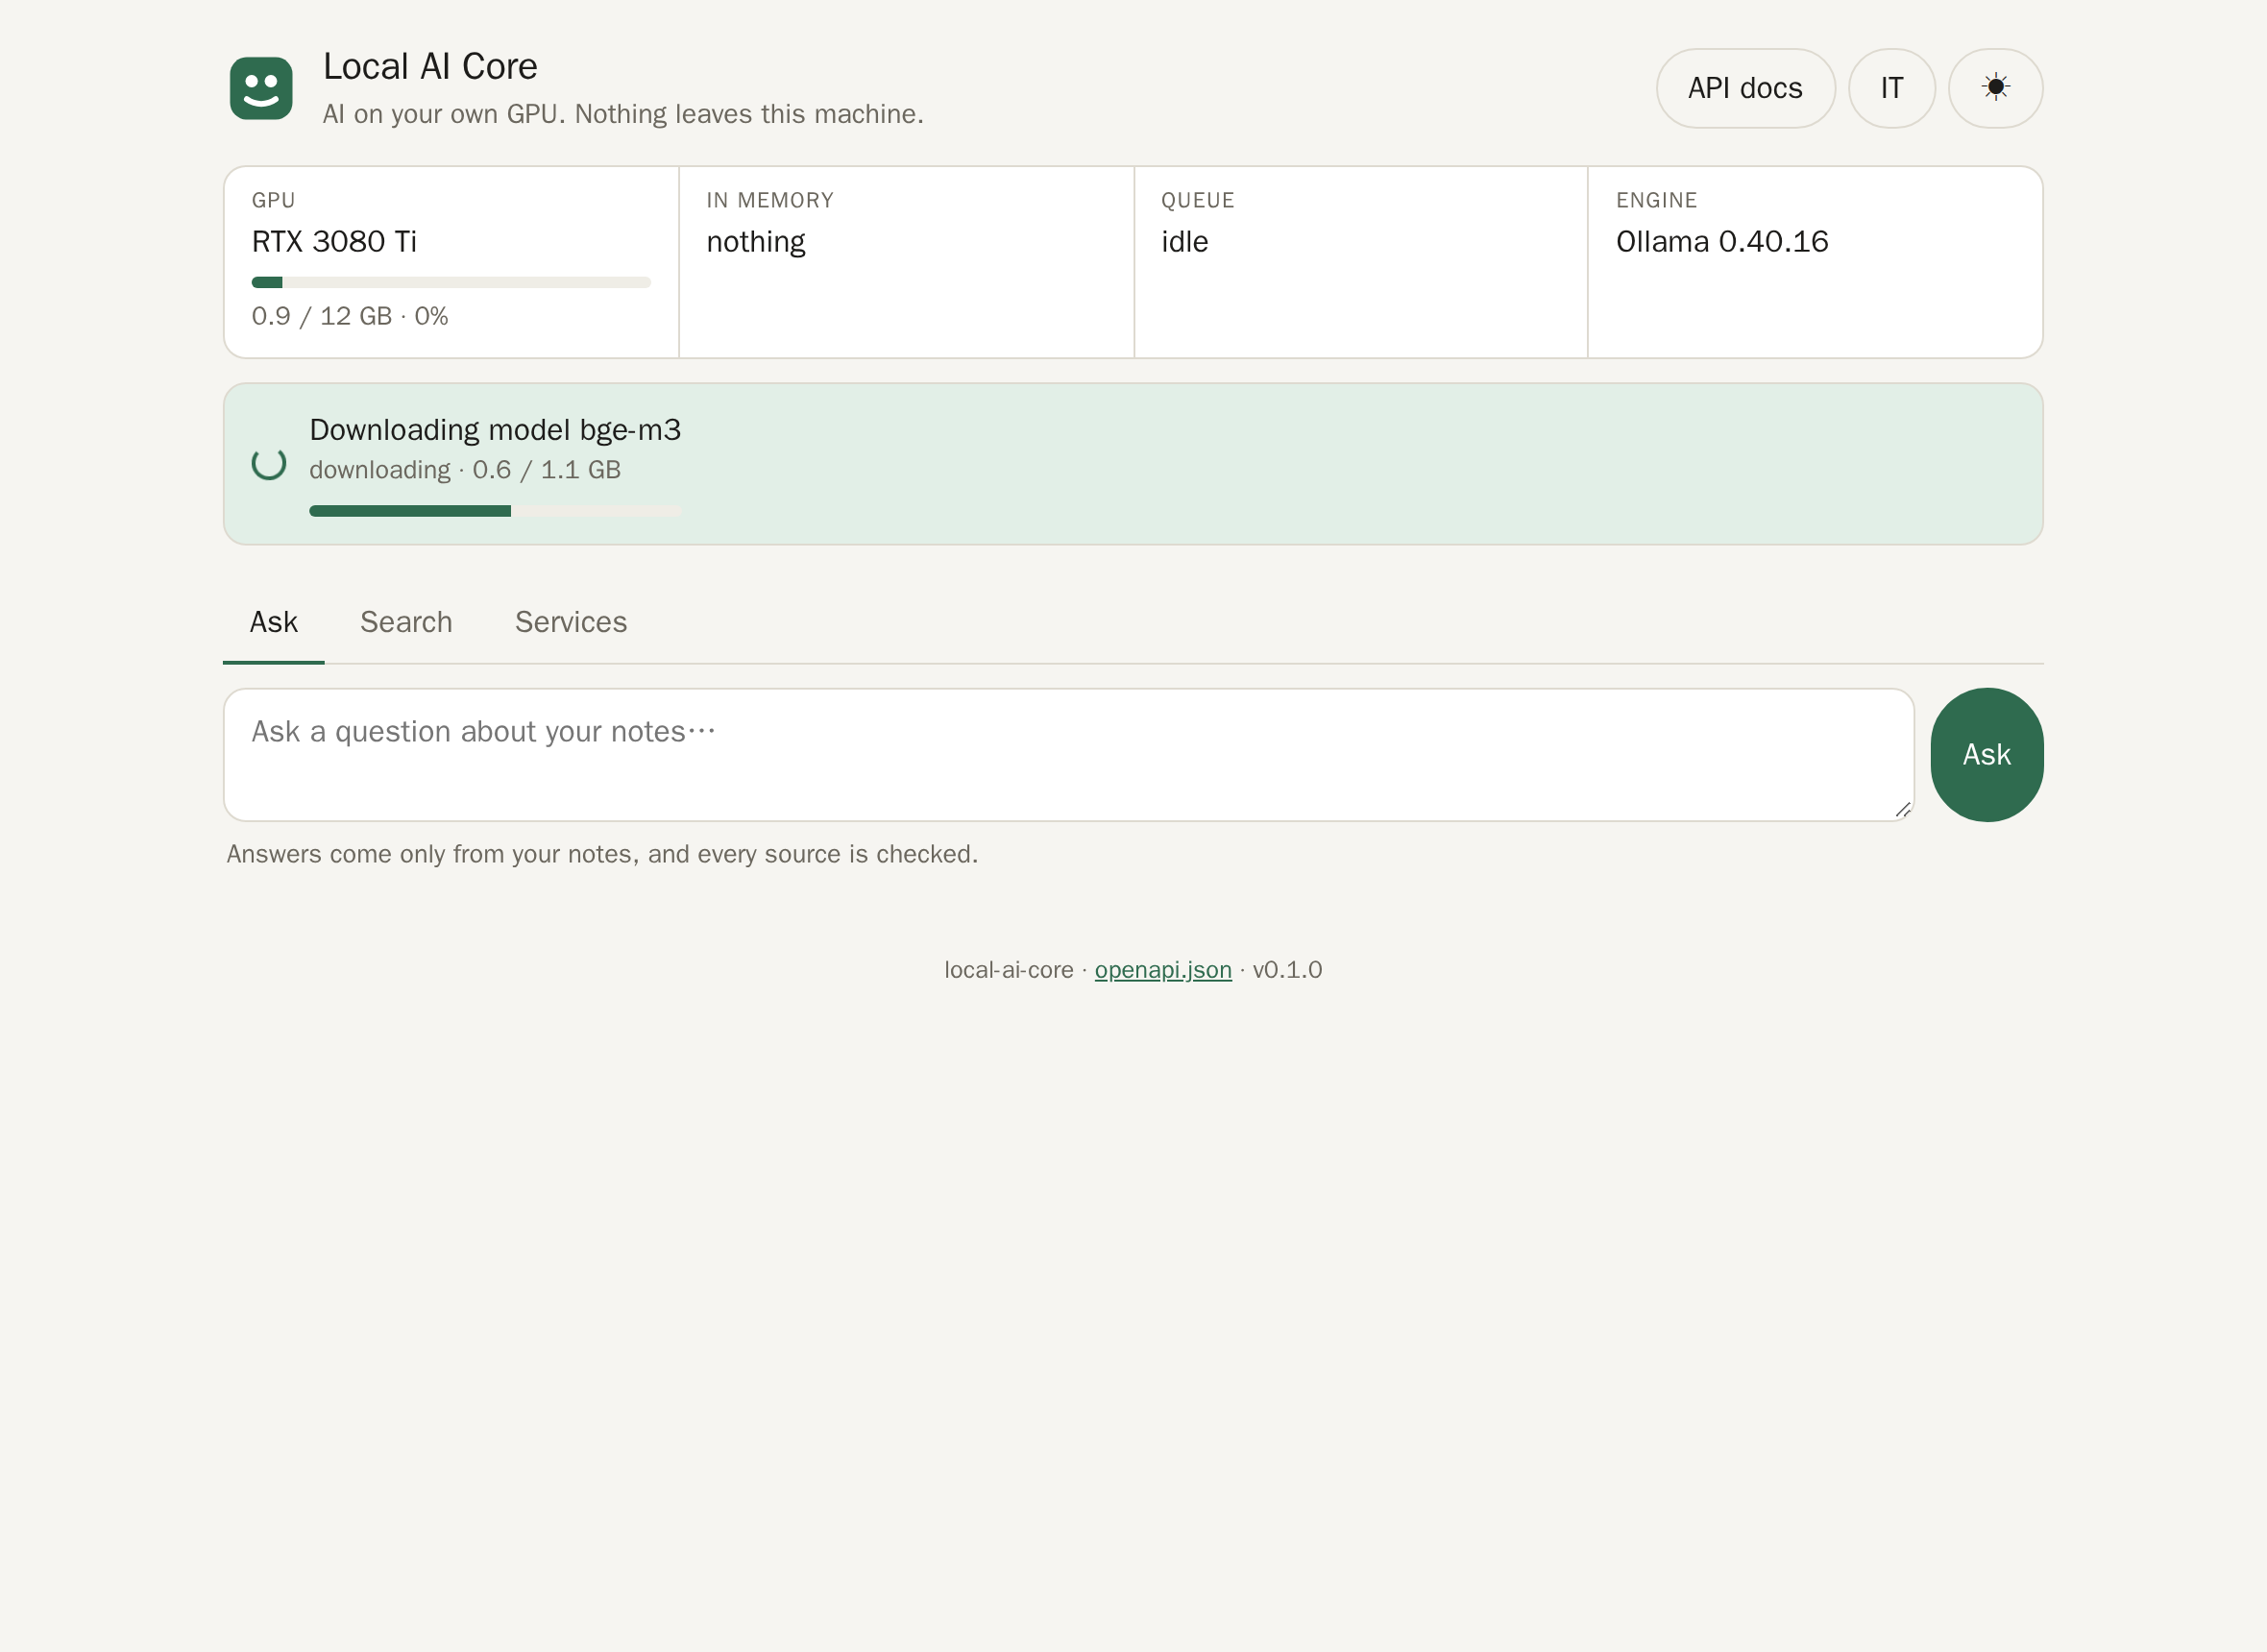 Local AI Core
AI on your own GPU. Nothing leaves this machine.
API docs
IT
GPU
RTX 3080 Ti
0.9 / 12 GB · 0%
IN MEMORY
nothing
QUEUE
idle
ENGINE
Ollama 0.40.16
Downloading model bge-m3
downloading · 0.6 / 1.1 GB
Ask
Search
Services
Ask a question about your notes…
Ask
Answers come only from your notes, and every source is checked.
local-ai-core · openapi.json · v0.1.0